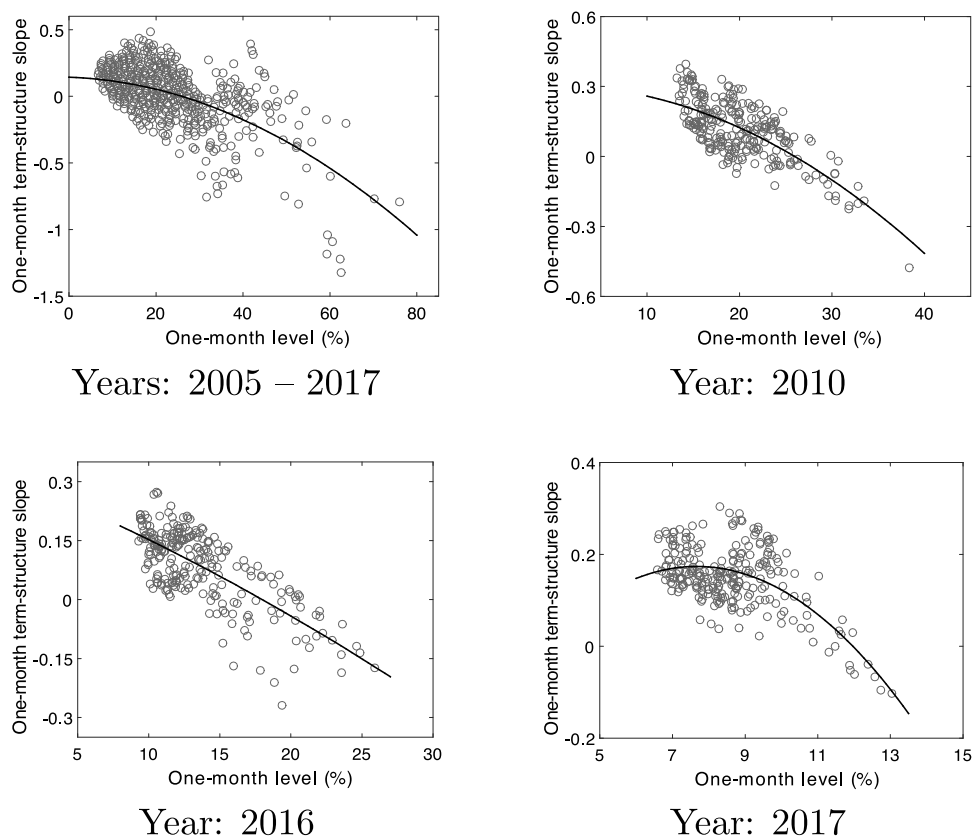 One-month term-structure slope
0.5
0
-0.5
-1
-1.5
0 20 40 60 80
One-month level (%)
Years: 2005 – 2017
One-month term-structure slope
0.6
0.3
0
-0.3
-0.6
10 20 30 40
One-month level (%)
Year: 2010
One-month term-structure slope
0.3
0.15
0
-0.15
-0.3
5 10 15 20 25 30
One-month level (%)
Year: 2016
One-month term-structure slope
0.4
0.2
0
-0.2
5 7 9 11 13 15
One-month level (%)
Year: 2017